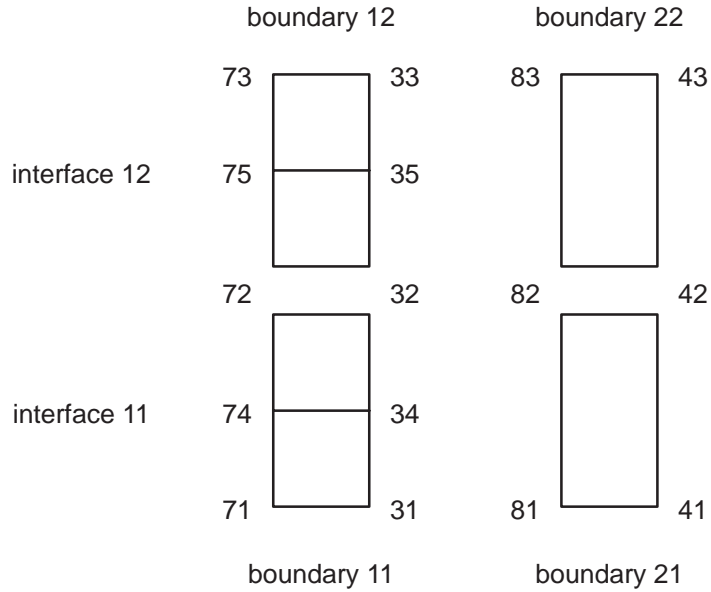 boundary 12 boundary 22
73 33 83 43
interface 12 75 35
72 32 82 42
interface 11 74 34
71 31 81 41
boundary 11 boundary 21